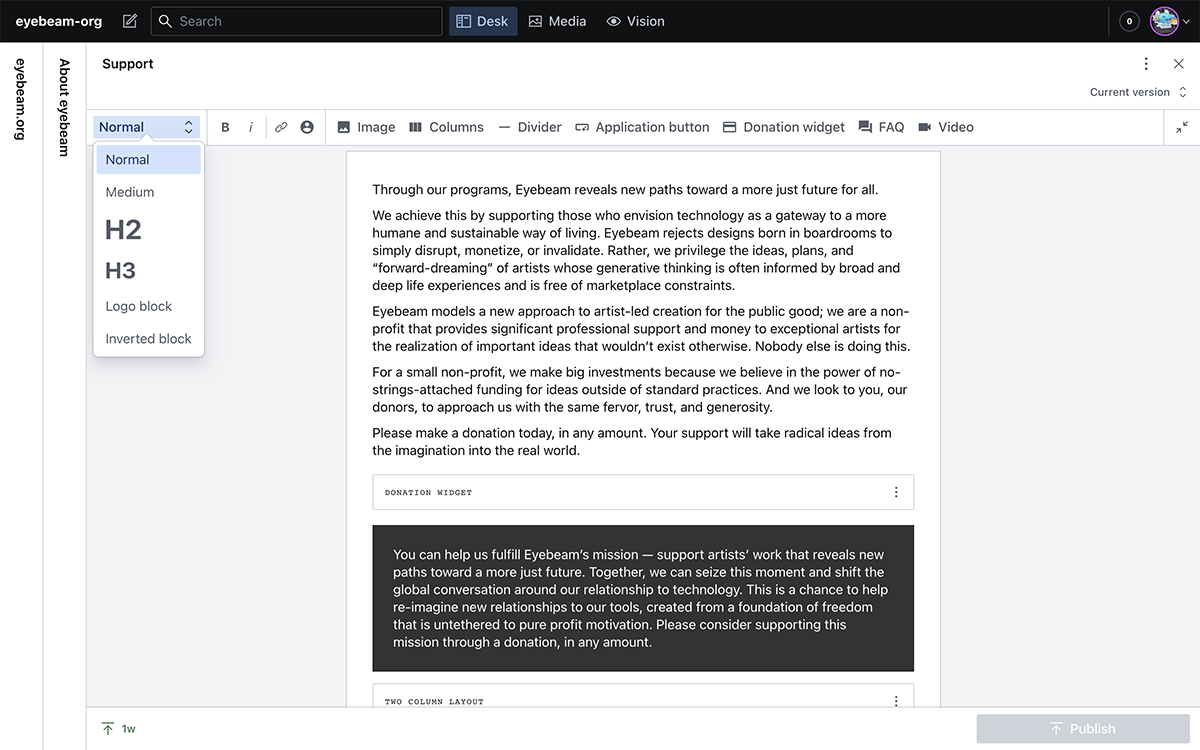 eyebeam-org
Search
Desk
Media
Vision
0
eyebeam.org
About eyebeam
Support
Current version
Normal
B
i
Image
Columns
Divider
Application button
Donation widget
FAQ
Video
Normal
Medium
H2
H3
Logo block
Inverted block
Through our programs, Eyebeam reveals new paths toward a more just future for all.
We achieve this by supporting those who envision technology as a gateway to a more
humane and sustainable way of living. Eyebeam rejects designs born in boardrooms to
simply disrupt, monetize, or invalidate. Rather, we privilege the ideas, plans, and
“forward-dreaming” of artists whose generative thinking is often informed by broad and
deep life experiences and is free of marketplace constraints.
Eyebeam models a new approach to artist-led creation for the public good; we are a non-
profit that provides significant professional support and money to exceptional artists for
the realization of important ideas that wouldn’t exist otherwise. Nobody else is doing this.
For a small non-profit, we make big investments because we believe in the power of no-
strings-attached funding for ideas outside of standard practices. And we look to you, our
donors, to approach us with the same fervor, trust, and generosity.
Please make a donation today, in any amount. Your support will take radical ideas from
the imagination into the real world.
DONATION WIDGET
You can help us fulfill Eyebeam’s mission — support artists’ work that reveals new
paths toward a more just future. Together, we can seize this moment and shift the
global conversation around our relationship to technology. This is a chance to help
re-imagine new relationships to our tools, created from a foundation of freedom
that is untethered to pure profit motivation. Please consider supporting this
mission through a donation, in any amount.
TWO COLUMN LAYOUT
1w
Publish